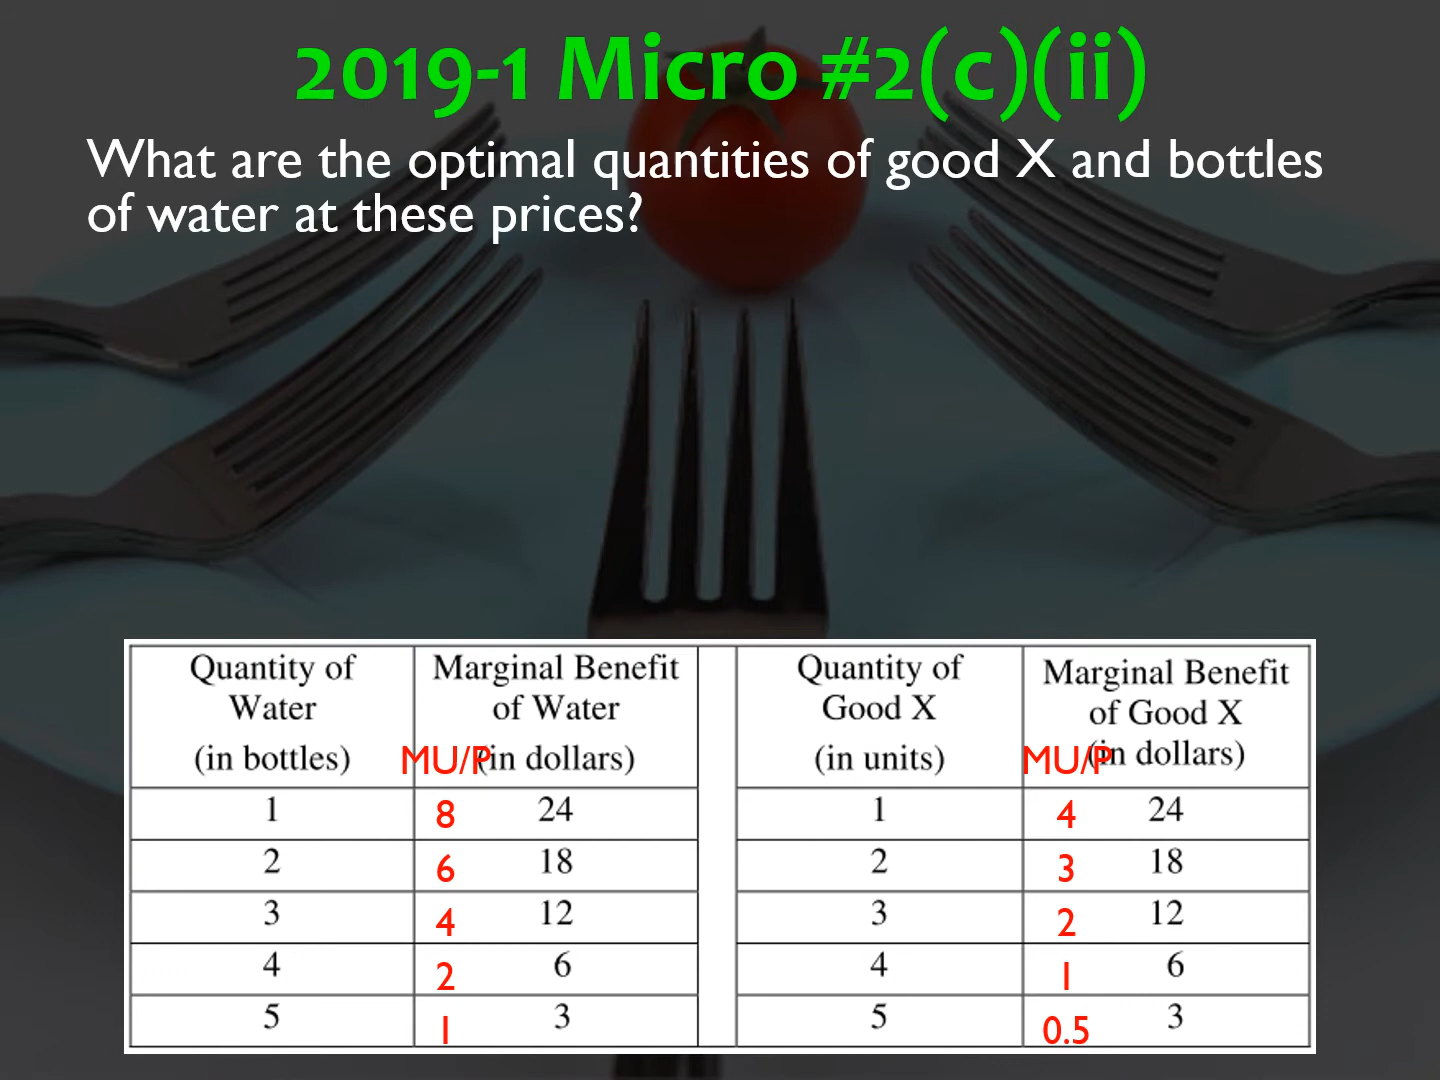 2019-1 Micro #2(c)(ii)
What are the optimal quantities of good X and bottles
of water at these prices?
Quantity of Water (in bottles) MU/P Marginal Benefit of Water (in dollars) Quantity of Good X (in units) MU/P Marginal Benefit of Good X (in dollars)
1 8 24 1 4 24
2 6 18 2 3 18
3 4 12 3 2 12
4 2 6 4 1 6
5 1 3 5 0.5 3